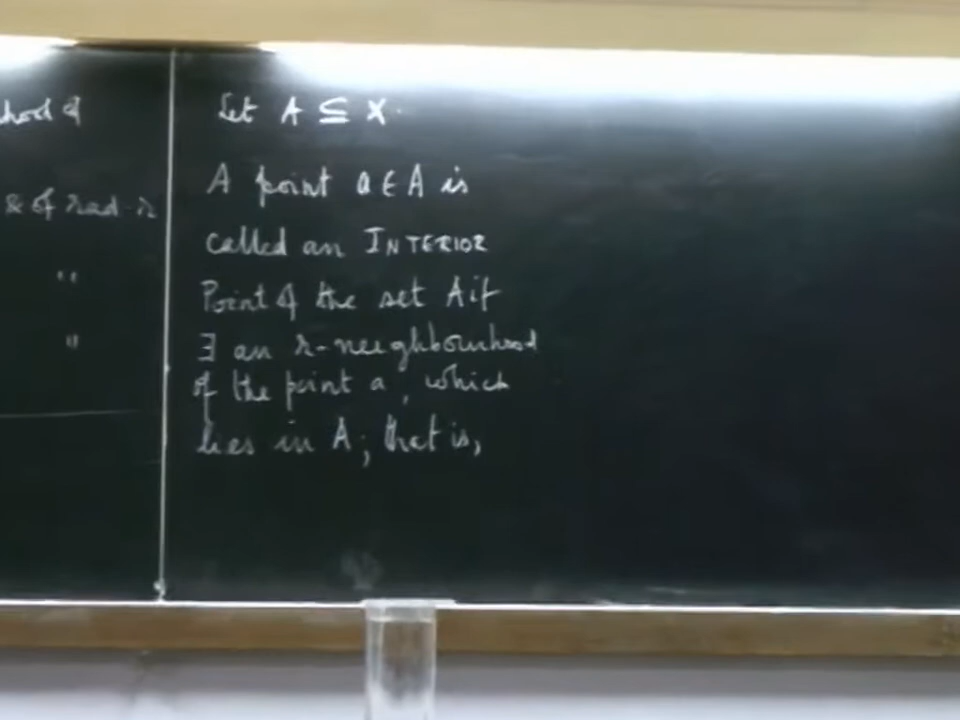 Let A ⊆ X.
A point a ∈ A is
called an INTERIOR
Point of the set A if
∃ an r-neighbourhood
of the point a, which
lies in A; that is,
hood of
& of rad-r
"
"